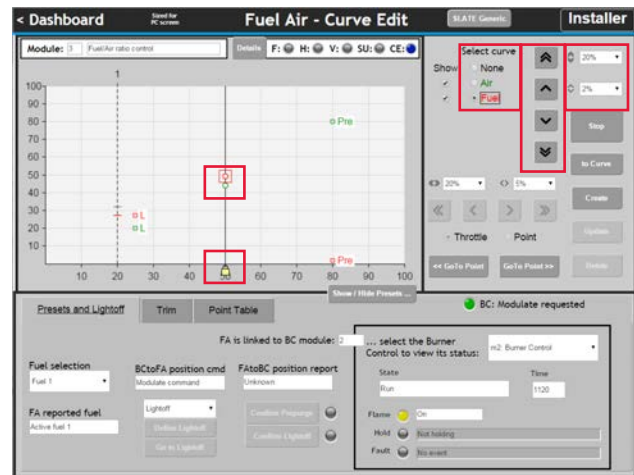 < Dashboard
Sized for
PC screen
Fuel Air - Curve Edit
SLATE Generic
Installer
Module: 3 Fuel/Air ratio control
Details
F: H: V: SU: CE:
Select curve
Show
None
Air
Fuel
20%
2%
Stop
to Curve
Create
Update
Delete
20%
5%
Throttle
Point
<< GoTo Point
GoTo Point >>
1
100
90
80
70
60
50
40
30
20
10
Pre
L
L
Pre
10 20 30 40 50 60 70 80 90 100
Show / Hide Presets ...
BC: Modulate requested
Presets and Lightoff
Trim
Point Table
FA is linked to BC module: 2
... select the Burner
Control to view its status:
m2: Burner Control
Fuel selection
Fuel 1
BCtoFA position cmd
Modulate command
FAtoBC position report
Unknown
State
Run
Time
1120
FA reported fuel
Active fuel 1
Lightoff
Define Lightoff
Go to Lightoff
Confirm Prepurge
Confirm Lightoff
Flame
On
Hold
Not holding
Fault
No event